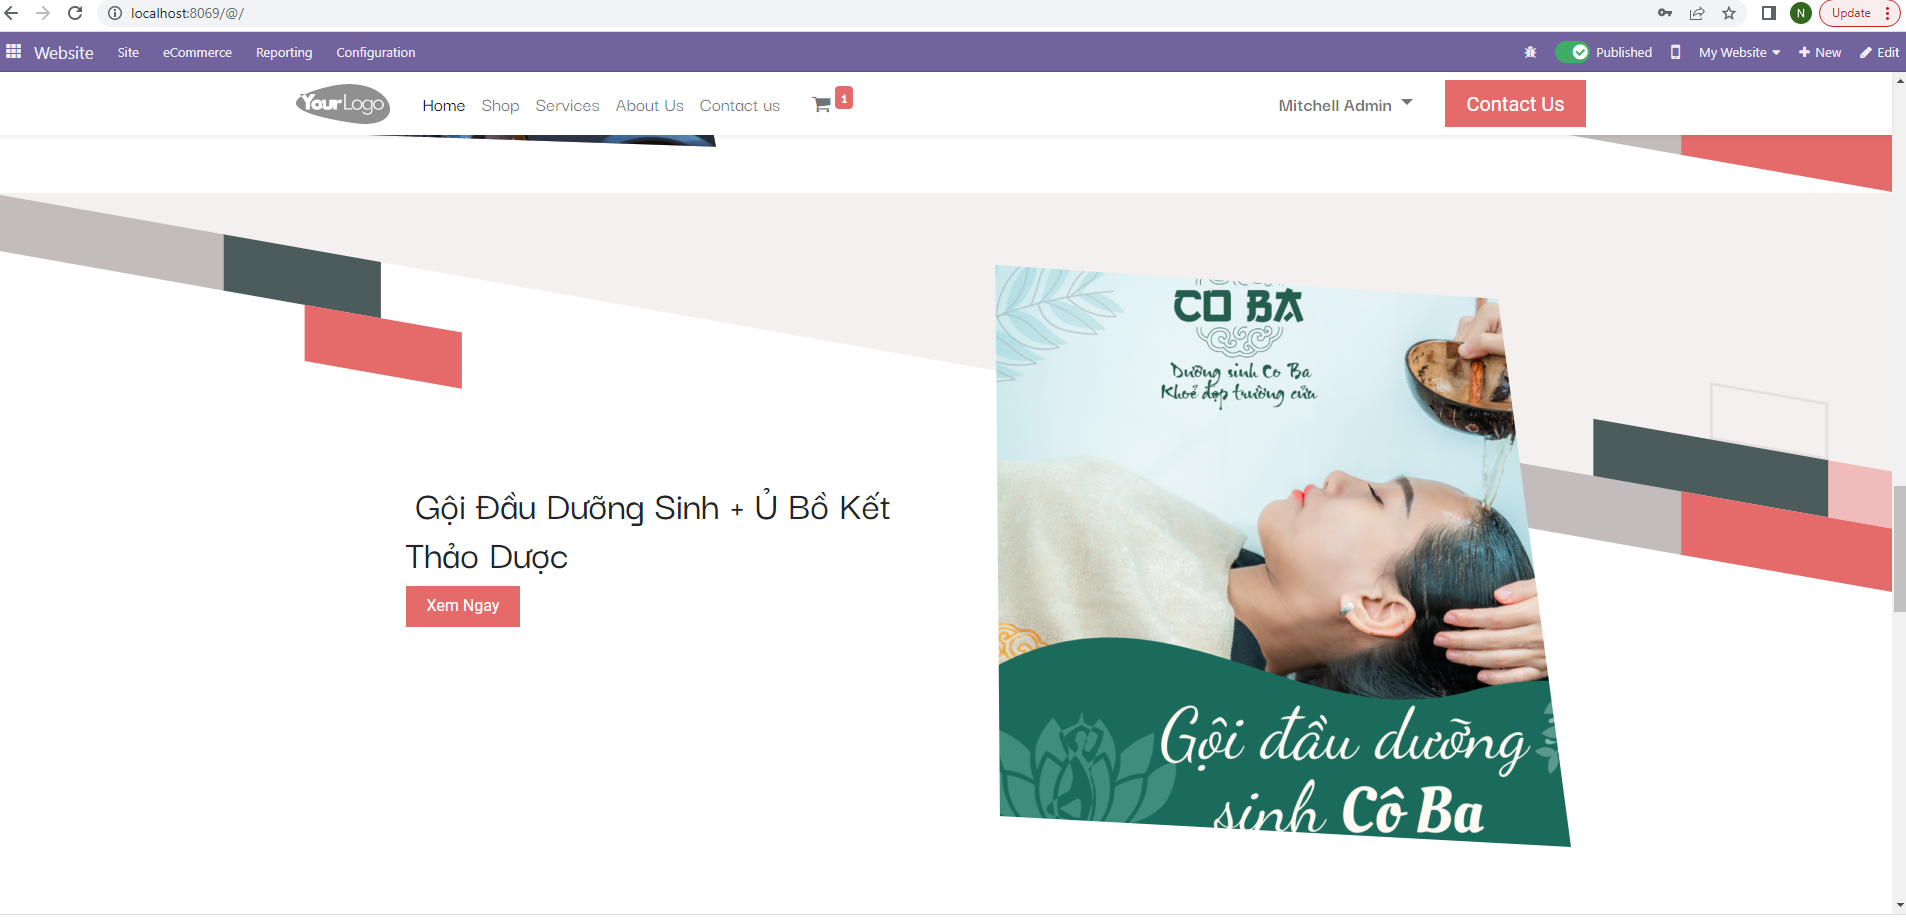 localhost:8069/@/
N
Update
Website Site eCommerce Reporting Configuration
Published My Website New Edit
YourLogo Home Shop Services About Us Contact us 1 Mitchell Admin Contact Us
CO BA
Dưỡng sinh Co Ba
Khoẻ đẹp trường cửu
Gội Đầu Dưỡng Sinh + Ủ Bồ Kết
Thảo Dược
Xem Ngay
Gội đầu dưỡng
sinh Cô Ba